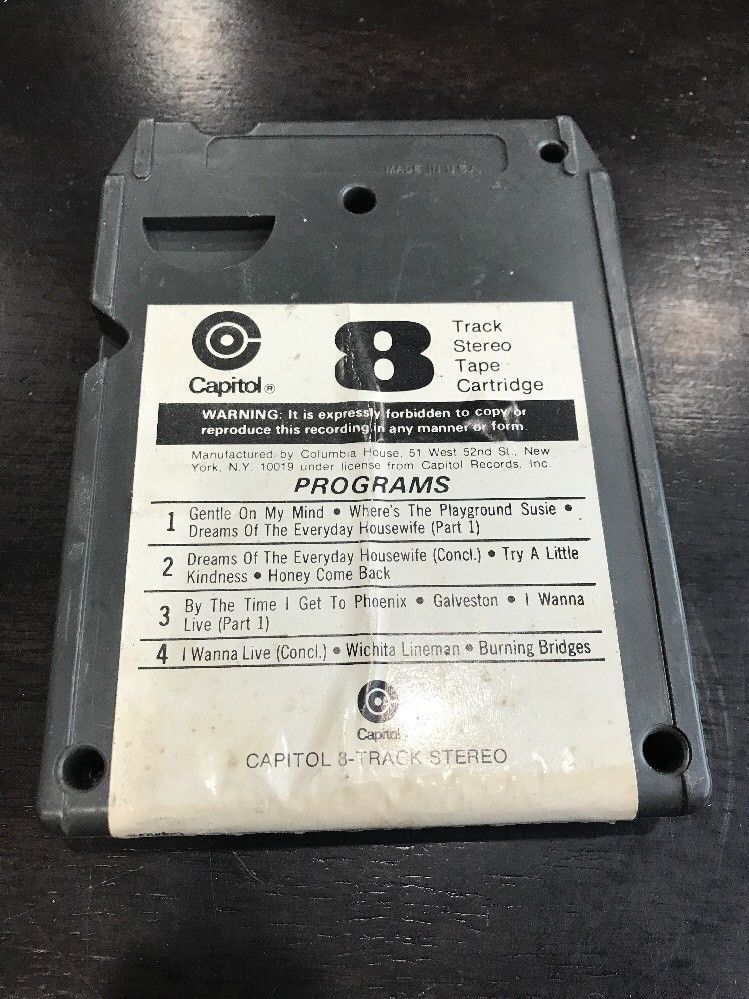 MADE IN U.S.A.
Capitol®
8
Track
Stereo
Tape
Cartridge
WARNING: It is expressly forbidden to copy or
reproduce this recording in any manner or form.
Manufactured by Columbia House, 51 West 52nd St., New
York, N.Y. 10019 under license from Capitol Records, Inc.
PROGRAMS
1 Gentle On My Mind • Where's The Playground Susie •
Dreams Of The Everyday Housewife (Part 1)
2 Dreams Of The Everyday Housewife (Concl.) • Try A Little
Kindness • Honey Come Back
3 By The Time I Get To Phoenix • Galveston • I Wanna
Live (Part 1)
4 I Wanna Live (Concl.) • Wichita Lineman • Burning Bridges
Capitol
CAPITOL 8-TRACK STEREO